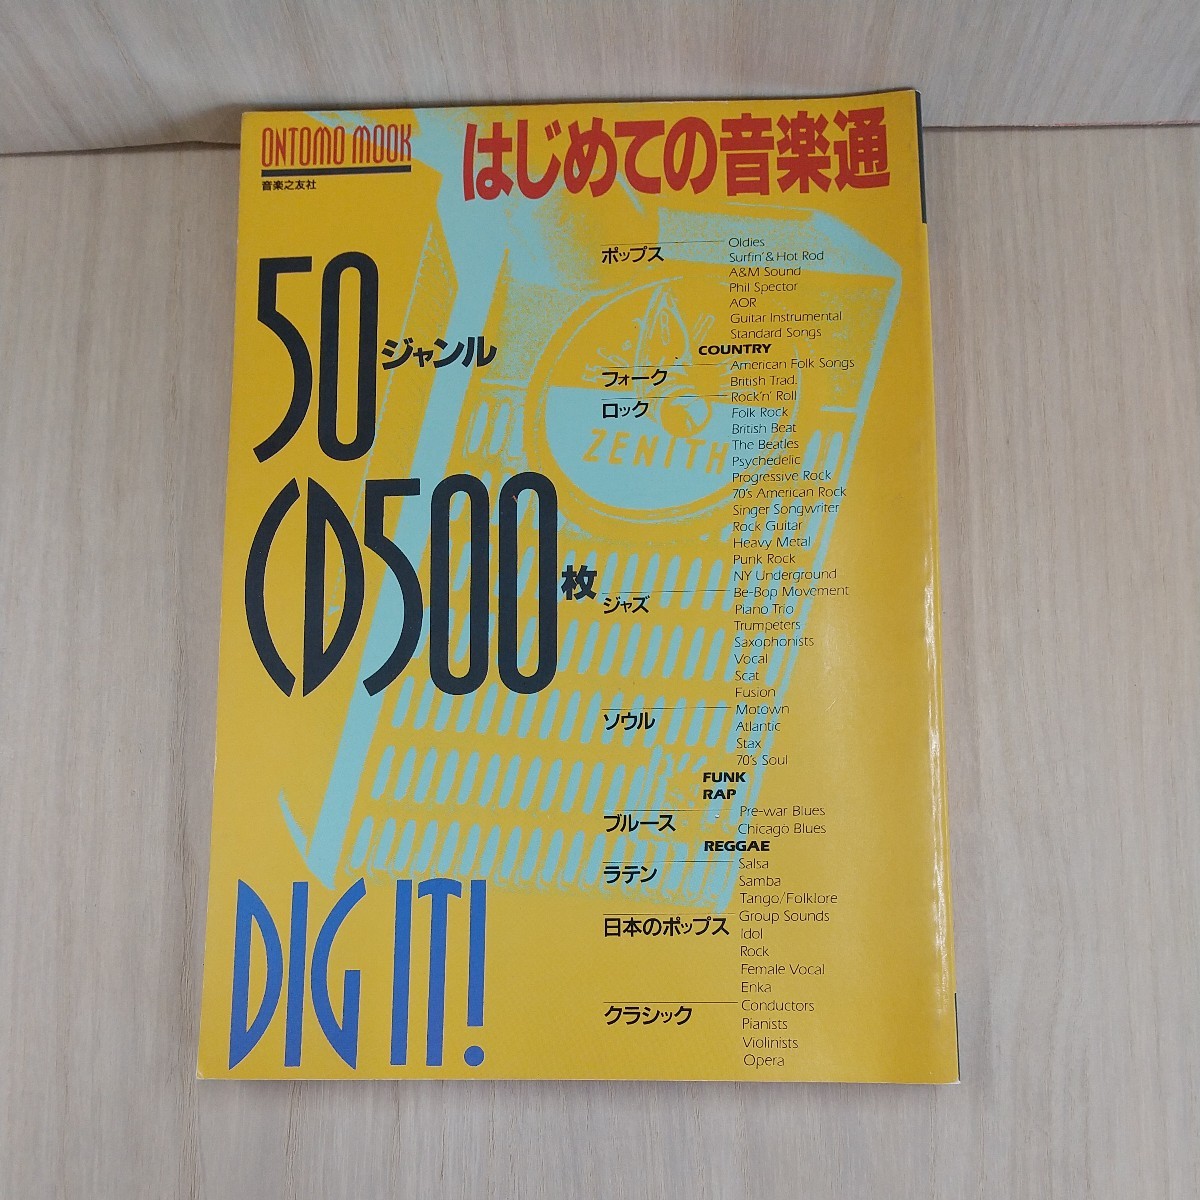 ONTOMO MOOK
音楽之友社
はじめての音楽通
50ジャンル
CD500枚
DIG IT!
ZENITH
ポップス
Oldies
Surfin' & Hot Rod
A&M Sound
Phil Spector
AOR
Guitar Instrumental
Standard Songs
COUNTRY
フォーク
American Folk Songs
British Trad.
ロック
Rock'n' Roll
Folk Rock
British Beat
The Beatles
Psychedelic
Progressive Rock
70's American Rock
Singer Songwriter
Rock Guitar
Heavy Metal
Punk Rock
NY Underground
ジャズ
Be-Bop Movement
Piano Trio
Trumpeters
Saxophonists
Vocal
Scat
Fusion
ソウル
Motown
Atlantic
Stax
70's Soul
FUNK
RAP
ブルース
Pre-war Blues
Chicago Blues
REGGAE
ラテン
Salsa
Samba
Tango/Folklore
日本のポップス
Group Sounds
Idol
Rock
Female Vocal
Enka
クラシック
Conductors
Pianists
Violinists
Opera